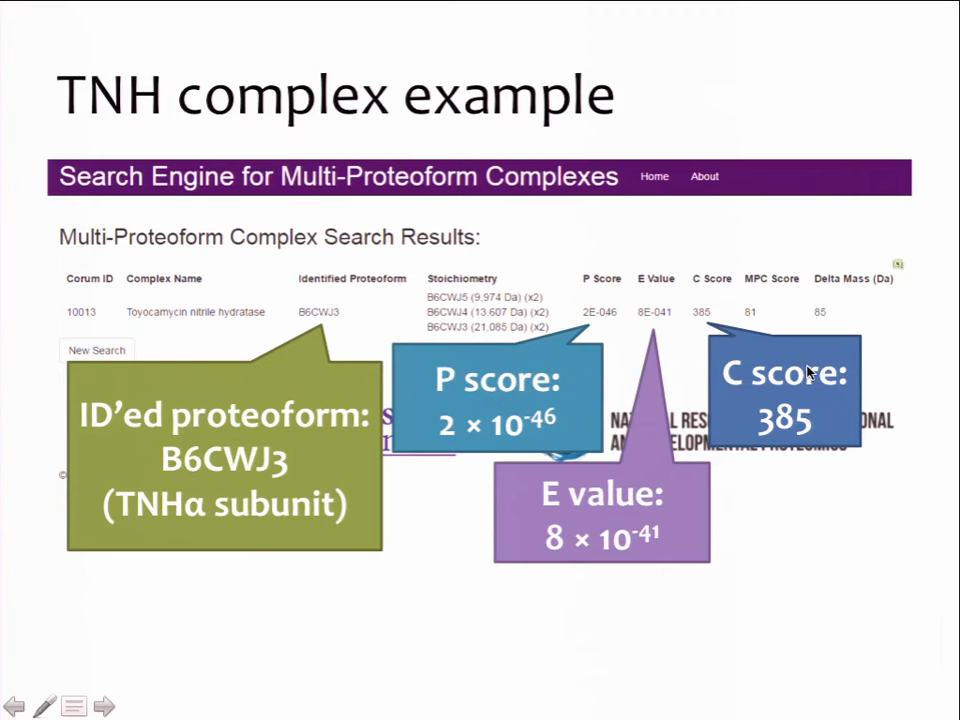 TNH complex example
Search Engine for Multi-Proteoform Complexes Home About
Multi-Proteoform Complex Search Results:
Corum ID Complex Name Identified Proteoform Stoichiometry P Score E Value C Score MPC Score Delta Mass (Da)
B6CWJ5 (9,974 Da) (x2)
10013 Toyocamycin nitrile hydratase B6CWJ3 B6CWJ4 (13,607 Da) (x2) 2E-046 8E-041 385 81 85
B6CWJ3 (21,085 Da) (x2)
New Search
ID'ed proteoform:
B6CWJ3
(TNHα subunit)
P score:
2 × 10⁻⁴⁶
E value:
8 × 10⁻⁴¹
C score:
385
©